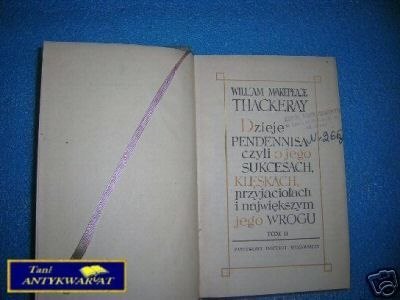 WILLIAM MAKEPEACE
THACKERAY
Dzieje
PENDENNISA
czyli o jego
SUKCESACH,
KLĘSKACH,
przyjaciołach
i największym
jego WROGU
TOM II
PAŃSTWOWY INSTYTUT WYDAWNICZY
Tani
ANTYKWARYAT